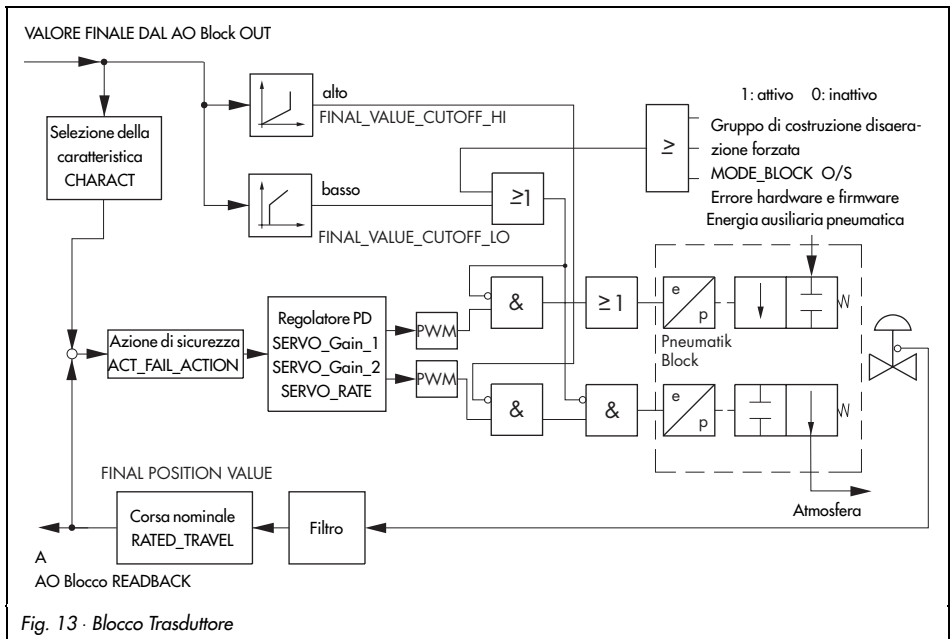 VALORE FINALE DAL AO Block OUT
alto
FINAL_VALUE_CUTOFF_HI
1: attivo 0: inattivo
Selezione della
caratteristica
CHARACT
≥
Gruppo di costruzione disaera-
zione forzata
MODE_BLOCK O/S
Errore hardware e firmware
Energia ausiliaria pneumatica
basso
FINAL_VALUE_CUTOFF_LO
≥1
&
≥1
e
p
Pneumatik
Block
Azione di sicurezza
ACT_FAIL_ACTION
Regolatore PD
SERVO_Gain_1
SERVO_Gain_2
SERVO_RATE
PWM
PWM
&
&
e
p
FINAL POSITION VALUE
Corsa nominale
RATED_TRAVEL
Filtro
Atmosfera
A
AO Blocco READBACK
Fig. 13 · Blocco Trasduttore